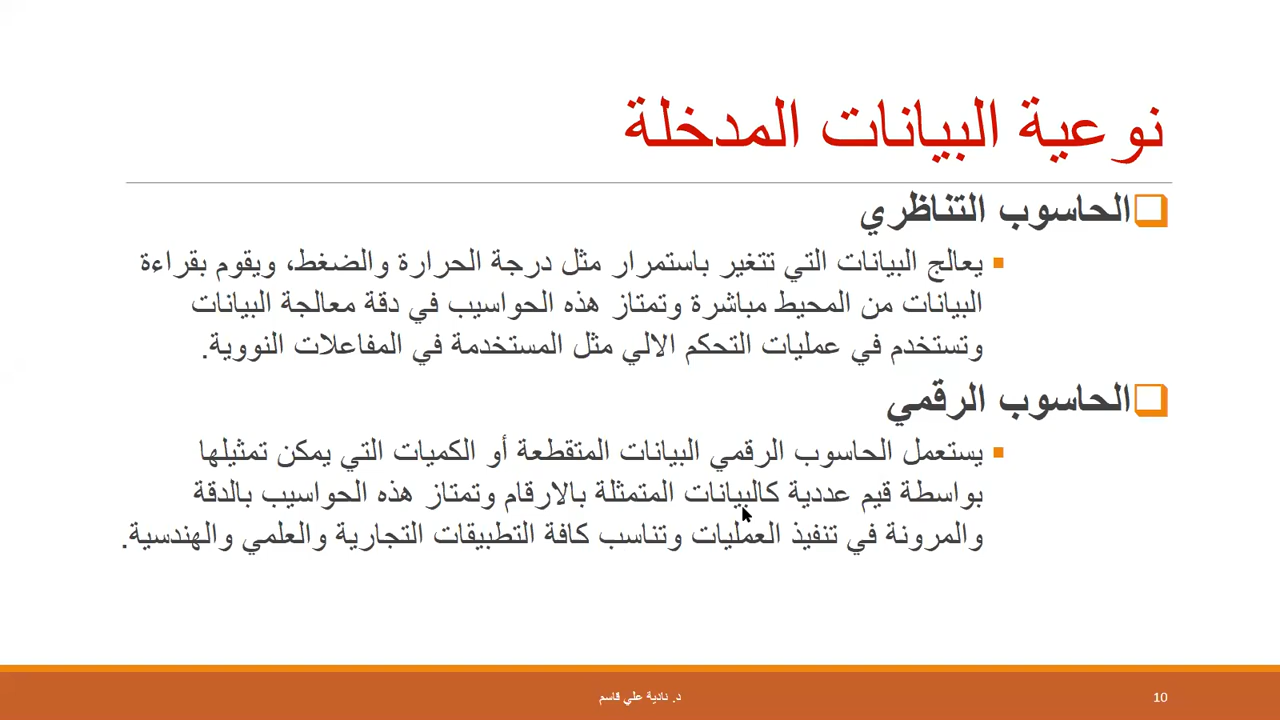 نوعية البيانات المدخلة
الحاسوب التناظري
يعالج البيانات التي تتغير باستمرار مثل درجة الحرارة والضغط، ويقوم بقراءة
البيانات من المحيط مباشرة وتمتاز هذه الحواسيب في دقة معالجة البيانات
وتستخدم في عمليات التحكم الالي مثل المستخدمة في المفاعلات النووية.
الحاسوب الرقمي
يستعمل الحاسوب الرقمي البيانات المتقطعة أو الكميات التي يمكن تمثيلها
بواسطة قيم عددية كالبيانات المتمثلة بالارقام وتمتاز هذه الحواسيب بالدقة
والمرونة في تنفيذ العمليات وتناسب كافة التطبيقات التجارية والعلمي والهندسية.
د. نادية علي قاسم
10